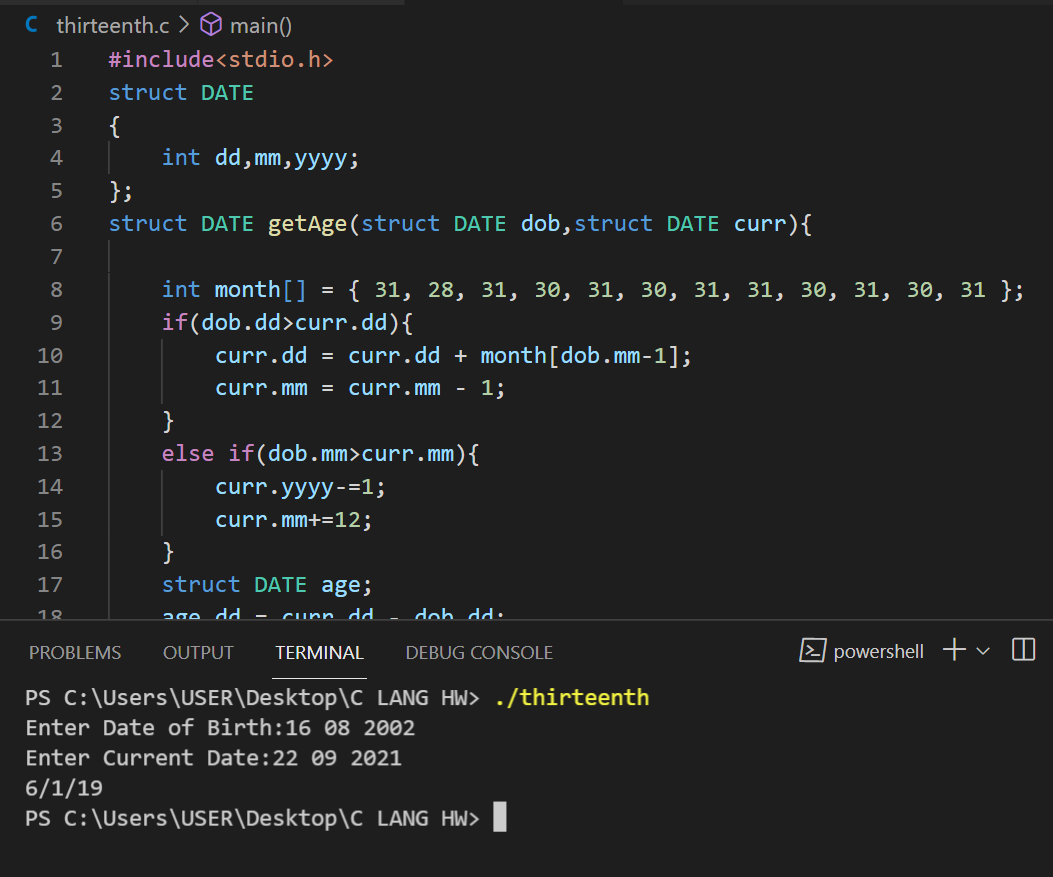 C thirteenth.c > main()
1 #include<stdio.h>
2 struct DATE
3 {
4 int dd,mm,yyyy;
5 };
6 struct DATE getAge(struct DATE dob,struct DATE curr){
7
8 int month[] = { 31, 28, 31, 30, 31, 30, 31, 31, 30, 31, 30, 31 };
9 if(dob.dd>curr.dd){
10 curr.dd = curr.dd + month[dob.mm-1];
11 curr.mm = curr.mm - 1;
12 }
13 else if(dob.mm>curr.mm){
14 curr.yyyy-=1;
15 curr.mm+=12;
16 }
17 struct DATE age;
18 age.dd = curr.dd - dob.dd;
PROBLEMS OUTPUT TERMINAL DEBUG CONSOLE powershell
PS C:\Users\USER\Desktop\C LANG HW> ./thirteenth
Enter Date of Birth:16 08 2002
Enter Current Date:22 09 2021
6/1/19
PS C:\Users\USER\Desktop\C LANG HW>